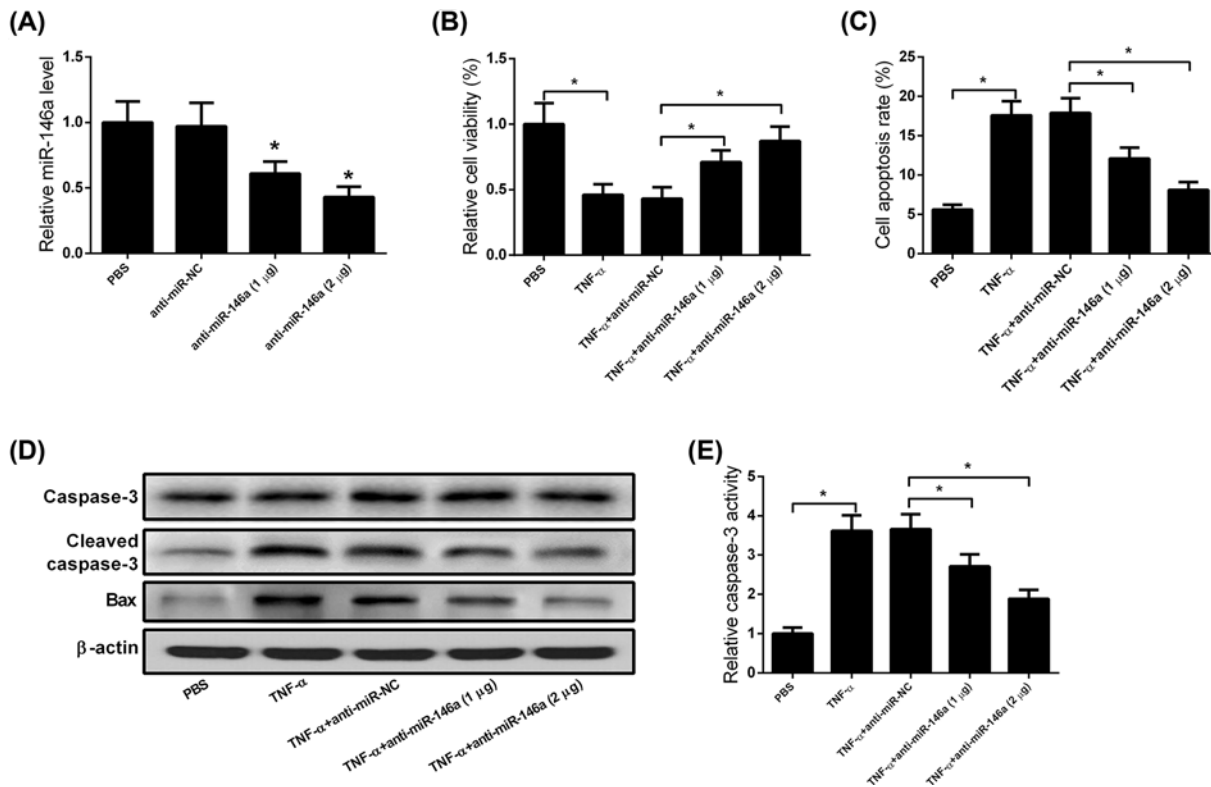 (A)
Relative miR-146a level
1.5
1.0
0.5
0.0
*
*
PBS
anti-miR-NC
anti-miR-146a (1 μg)
anti-miR-146a (2 μg)
(B)
Relative cell viability (%)
1.5
1.0
0.5
0.0
*
*
*
PBS
TNF-α
TNF-α+anti-miR-NC
TNF-α+anti-miR-146a (1 μg)
TNF-α+anti-miR-146a (2 μg)
(C)
Cell apoptosis rate (%)
25
20
15
10
5
0
*
*
*
PBS
TNF-α
TNF-α+anti-miR-NC
TNF-α+anti-miR-146a (1 μg)
TNF-α+anti-miR-146a (2 μg)
(D)
Caspase-3
Cleaved
caspase-3
Bax
β-actin
PBS
TNF-α
TNF-α+anti-miR-NC
TNF-α+anti-miR-146a (1 μg)
TNF-α+anti-miR-146a (2 μg)
(E)
Relative caspase-3 activity
5
4
3
2
1
0
*
*
*
PBS
TNF-α
TNF-α+anti-miR-NC
TNF-α+anti-miR-146a (1 μg)
TNF-α+anti-miR-146a (2 μg)